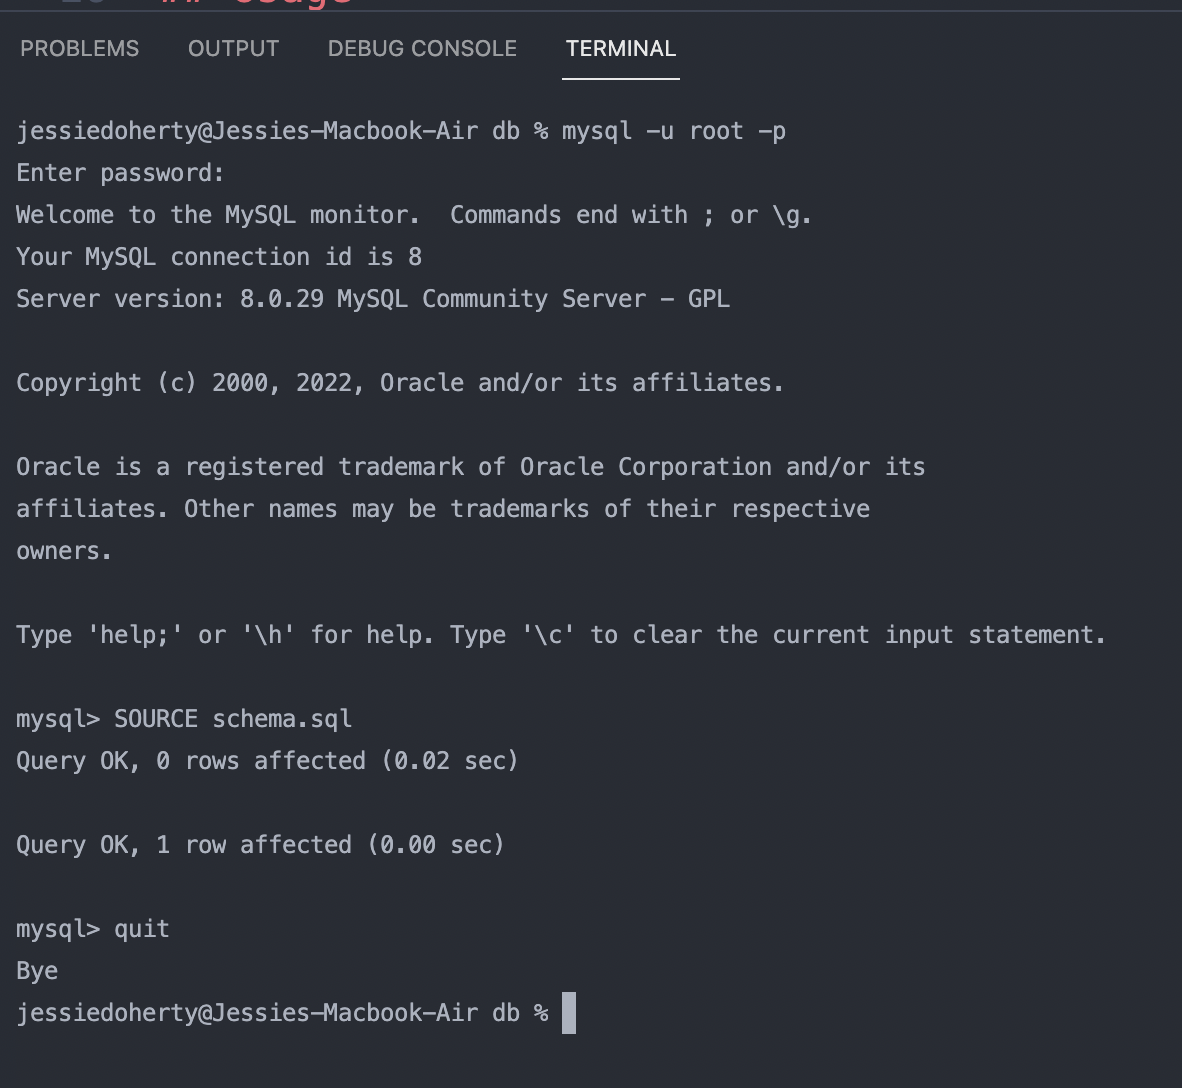 PROBLEMS OUTPUT DEBUG CONSOLE TERMINAL
jessiedoherty@Jessies-Macbook-Air db % mysql -u root -p
Enter password:
Welcome to the MySQL monitor.  Commands end with ; or \g.
Your MySQL connection id is 8
Server version: 8.0.29 MySQL Community Server - GPL
Copyright (c) 2000, 2022, Oracle and/or its affiliates.
Oracle is a registered trademark of Oracle Corporation and/or its
affiliates. Other names may be trademarks of their respective
owners.
Type 'help;' or '\h' for help. Type '\c' to clear the current input statement.
mysql> SOURCE schema.sql
Query OK, 0 rows affected (0.02 sec)
Query OK, 1 row affected (0.00 sec)
mysql> quit
Bye
jessiedoherty@Jessies-Macbook-Air db %